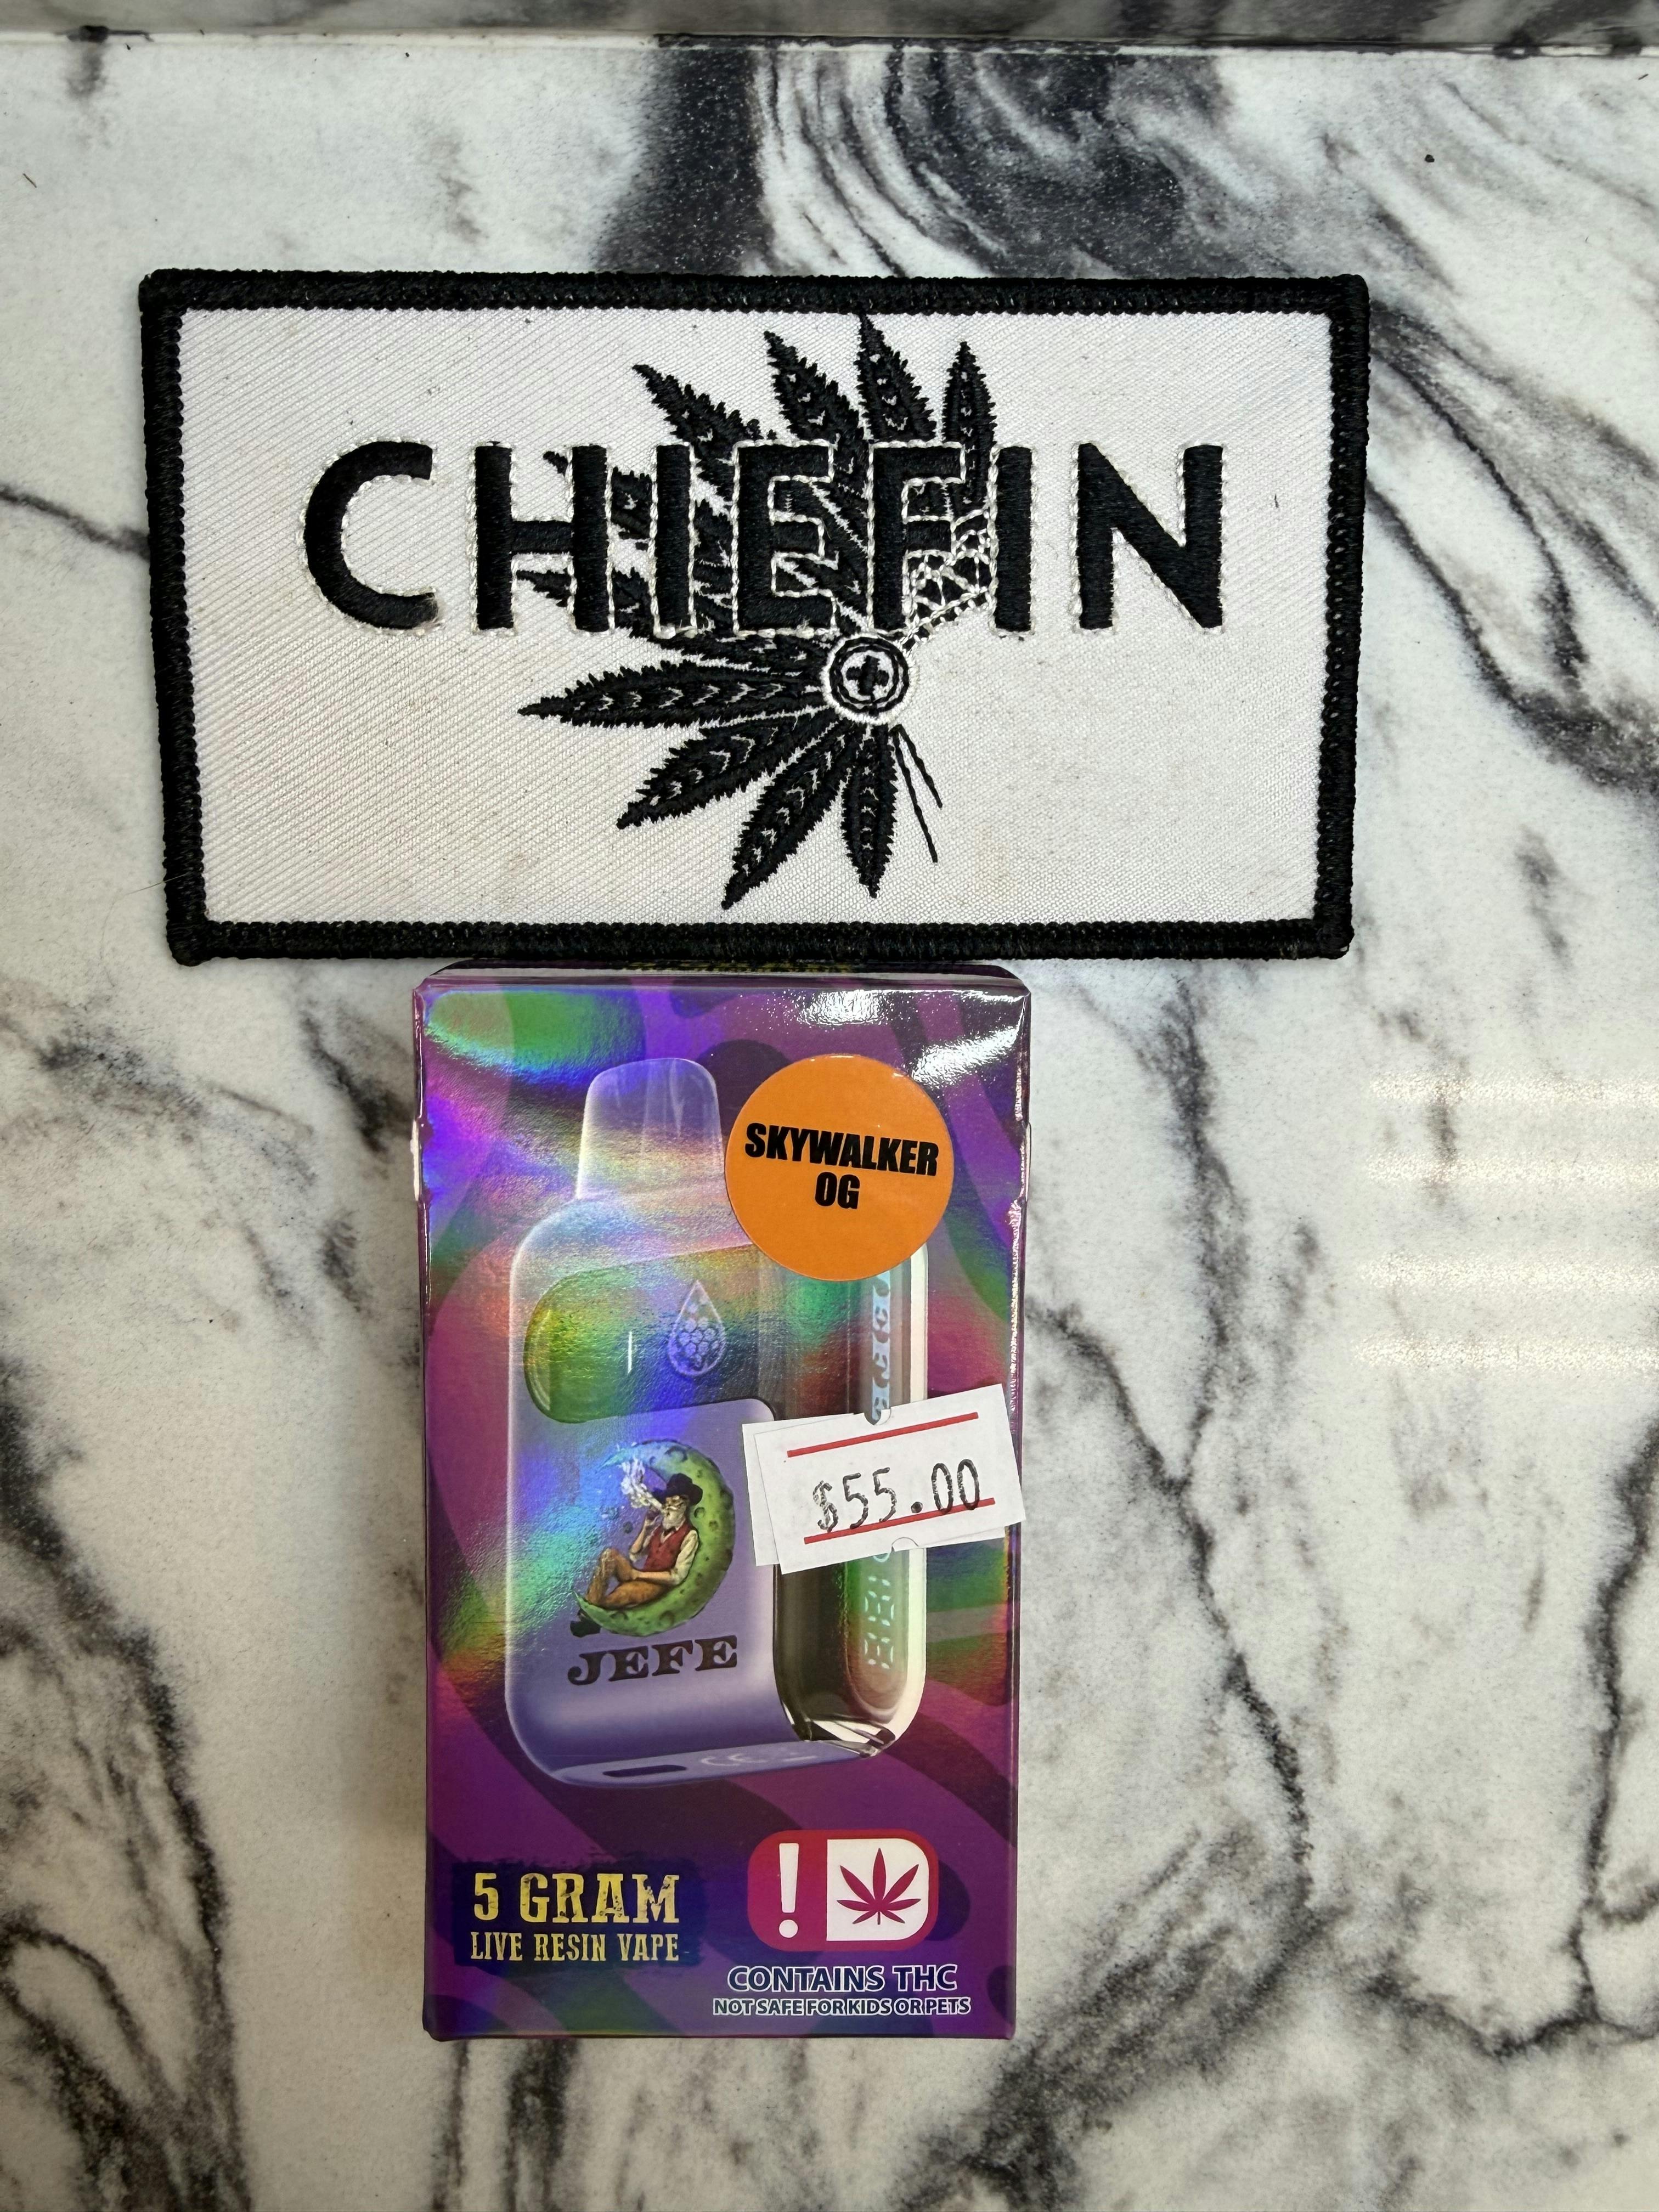 CHIEFIN
SKYWALKER
OG
$55.00
JEFE
5 GRAM
LIVE RESIN VAPE
CONTAINS THC
NOT SAFE FOR KIDS OR PETS